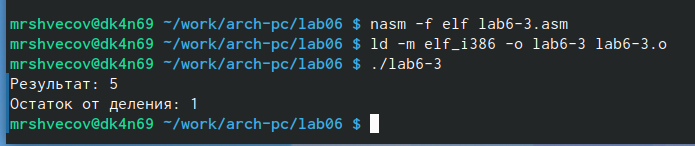 mrshvecov@dk4n69 ~/work/arch-pc/lab06 $ nasm -f elf lab6-3.asm
mrshvecov@dk4n69 ~/work/arch-pc/lab06 $ ld -m elf_i386 -o lab6-3 lab6-3.o
mrshvecov@dk4n69 ~/work/arch-pc/lab06 $ ./lab6-3
Результат: 5
Остаток от деления: 1
mrshvecov@dk4n69 ~/work/arch-pc/lab06 $